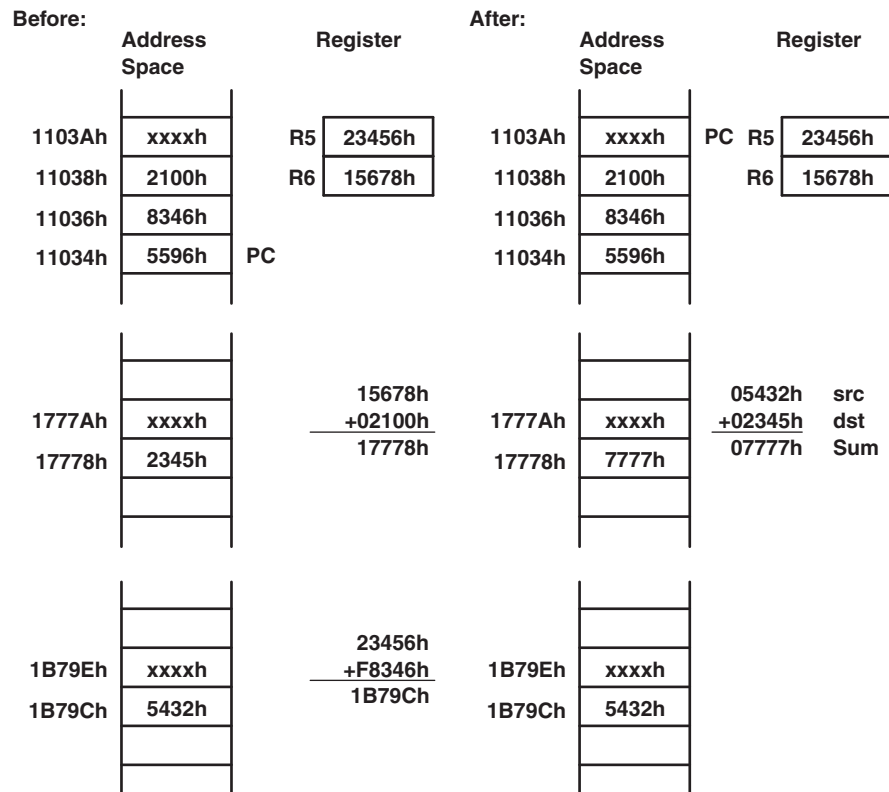 Before: After:
Address Register Address Register
Space Space
1103Ah xxxxh R5 23456h 1103Ah xxxxh PC R5 23456h
11038h 2100h R6 15678h 11038h 2100h R6 15678h
11036h 8346h 11036h 8346h
11034h 5596h PC 11034h 5596h
15678h 05432h src
1777Ah xxxxh +02100h 1777Ah xxxxh +02345h dst
17778h 2345h 17778h 17778h 7777h 07777h Sum
23456h
1B79Eh xxxxh +F8346h 1B79Eh xxxxh
1B79Ch 5432h 1B79Ch 1B79Ch 5432h